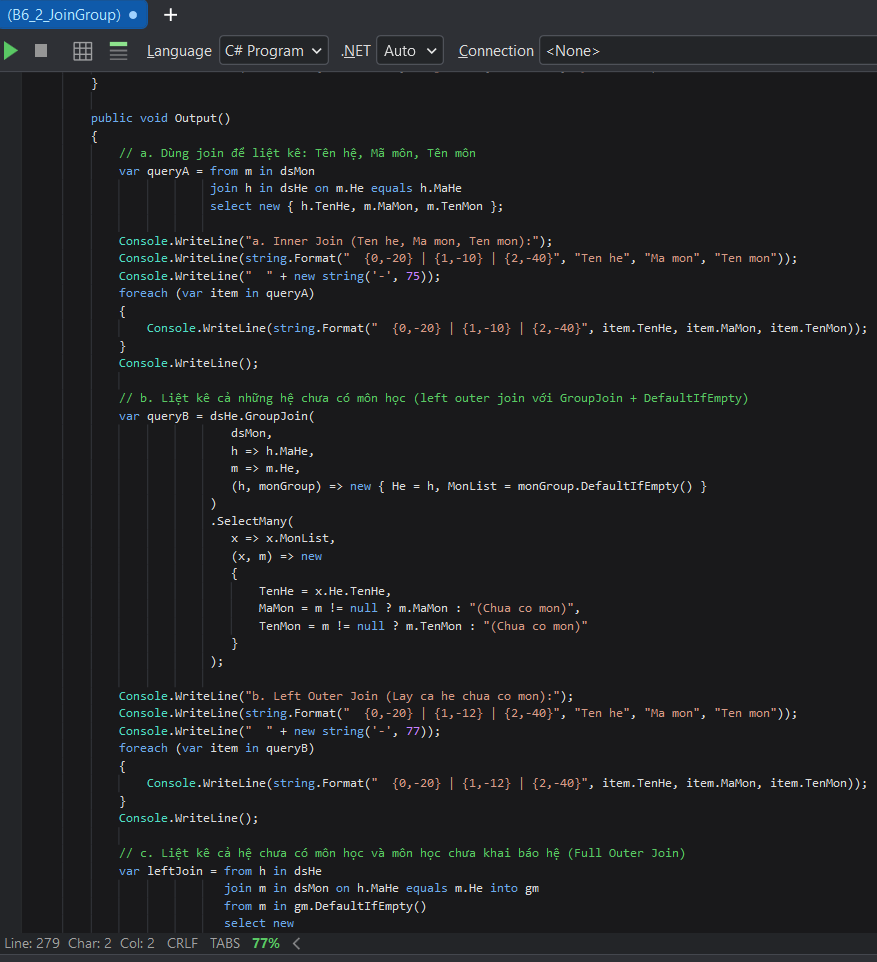 (B6_2_JoinGroup)
Language C# Program .NET Auto Connection <None>
}
public void Output()
{
// a. Dùng join để liệt kê: Tên hệ, Mã môn, Tên môn
var queryA = from m in dsMon
join h in dsHe on m.He equals h.MaHe
select new { h.TenHe, m.MaMon, m.TenMon };
Console.WriteLine("a. Inner Join (Ten he, Ma mon, Ten mon):");
Console.WriteLine(string.Format("  {0,-20} | {1,-10} | {2,-40}", "Ten he", "Ma mon", "Ten mon"));
Console.WriteLine("  " + new string('-', 75));
foreach (var item in queryA)
{
Console.WriteLine(string.Format("  {0,-20} | {1,-10} | {2,-40}", item.TenHe, item.MaMon, item.TenMon));
}
Console.WriteLine();
// b. Liệt kê cả những hệ chưa có môn học (left outer join với GroupJoin + DefaultIfEmpty)
var queryB = dsHe.GroupJoin(
dsMon,
h => h.MaHe,
m => m.He,
(h, monGroup) => new { He = h, MonList = monGroup.DefaultIfEmpty() }
)
.SelectMany(
x => x.MonList,
(x, m) => new
{
TenHe = x.He.TenHe,
MaMon = m != null ? m.MaMon : "(Chua co mon)",
TenMon = m != null ? m.TenMon : "(Chua co mon)"
}
);
Console.WriteLine("b. Left Outer Join (Lay ca he chua co mon):");
Console.WriteLine(string.Format("  {0,-20} | {1,-12} | {2,-40}", "Ten he", "Ma mon", "Ten mon"));
Console.WriteLine("  " + new string('-', 77));
foreach (var item in queryB)
{
Console.WriteLine(string.Format("  {0,-20} | {1,-12} | {2,-40}", item.TenHe, item.MaMon, item.TenMon));
}
Console.WriteLine();
// c. Liệt kê cả hệ chưa có môn học và môn học chưa khai báo hệ (Full Outer Join)
var leftJoin = from h in dsHe
join m in dsMon on h.MaHe equals m.He into gm
from m in gm.DefaultIfEmpty()
select new
Line: 279 Char: 2 Col: 2 CRLF TABS 77%